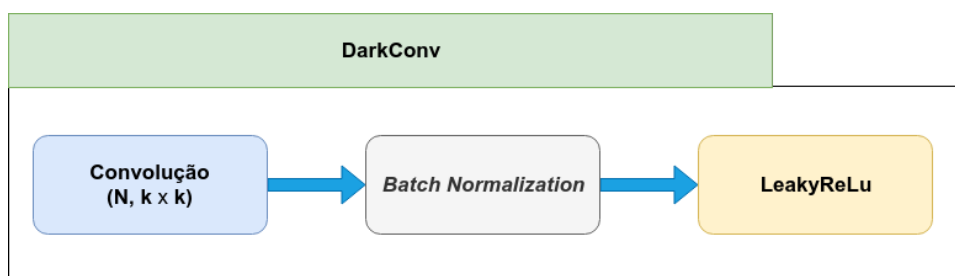 DarkConv
Convolução
(N, k x k)
Batch Normalization
LeakyReLu